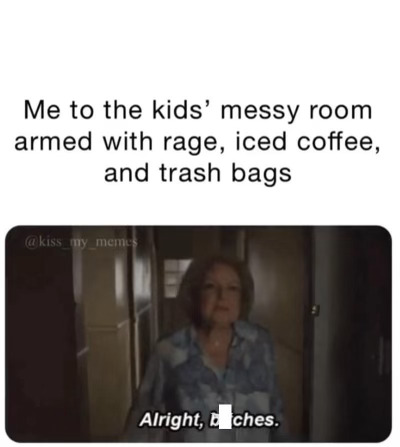 Me to the kids’ messy room
armed with rage, iced coffee,
and trash bags
@kiss_my_memes
Alright, b ches.